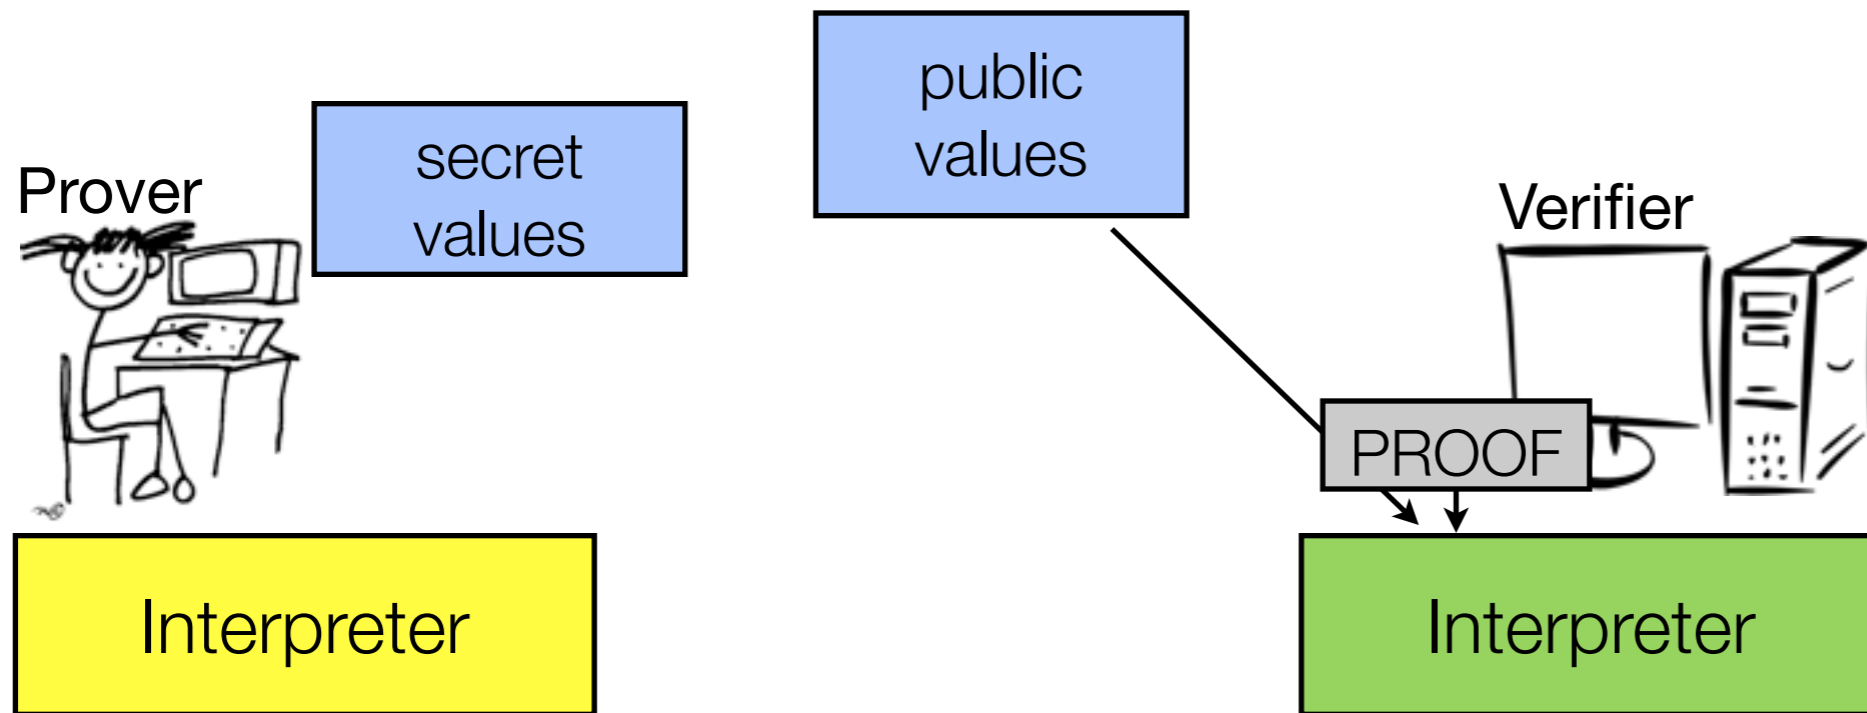 public
values
secret
values
Prover
Verifier
PROOF
Interpreter
Interpreter